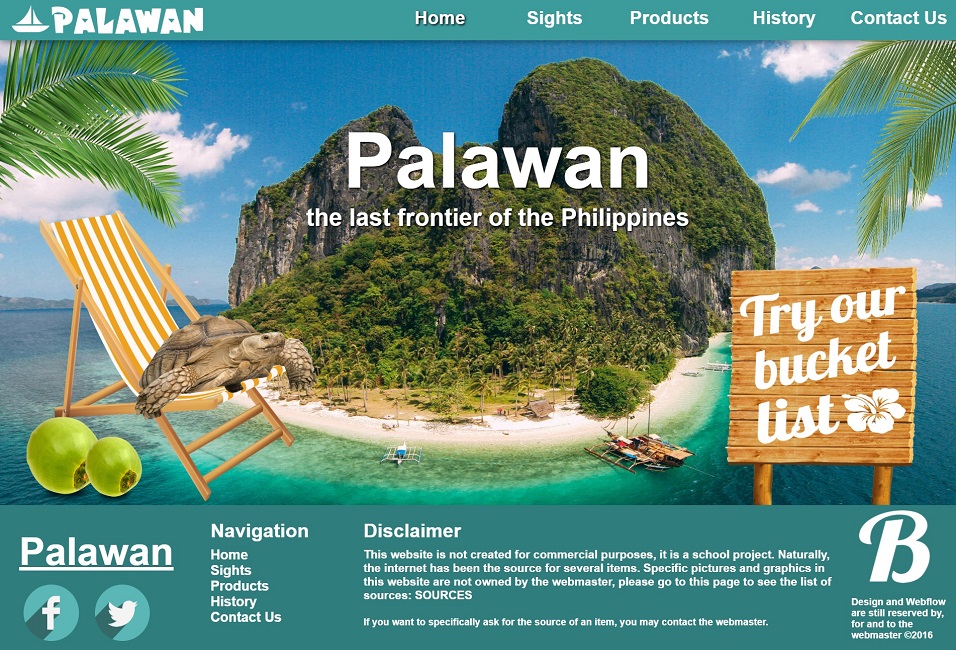 PALAWAN
Home Sights Products History Contact Us
Palawan
the last frontier of the Philippines
Try our
bucket
list
Palawan
Navigation
Home
Sights
Products
History
Contact Us
Disclaimer
This website is not created for commercial purposes, it is a school project. Naturally,
the internet has been the source for several items. Specific pictures and graphics in
this website are not owned by the webmaster, please go to this page to see the list of
sources: SOURCES
If you want to specifically ask for the source of an item, you may contact the webmaster.
B
Design and Webflow
are still reserved by,
for and to the
webmaster ©2016